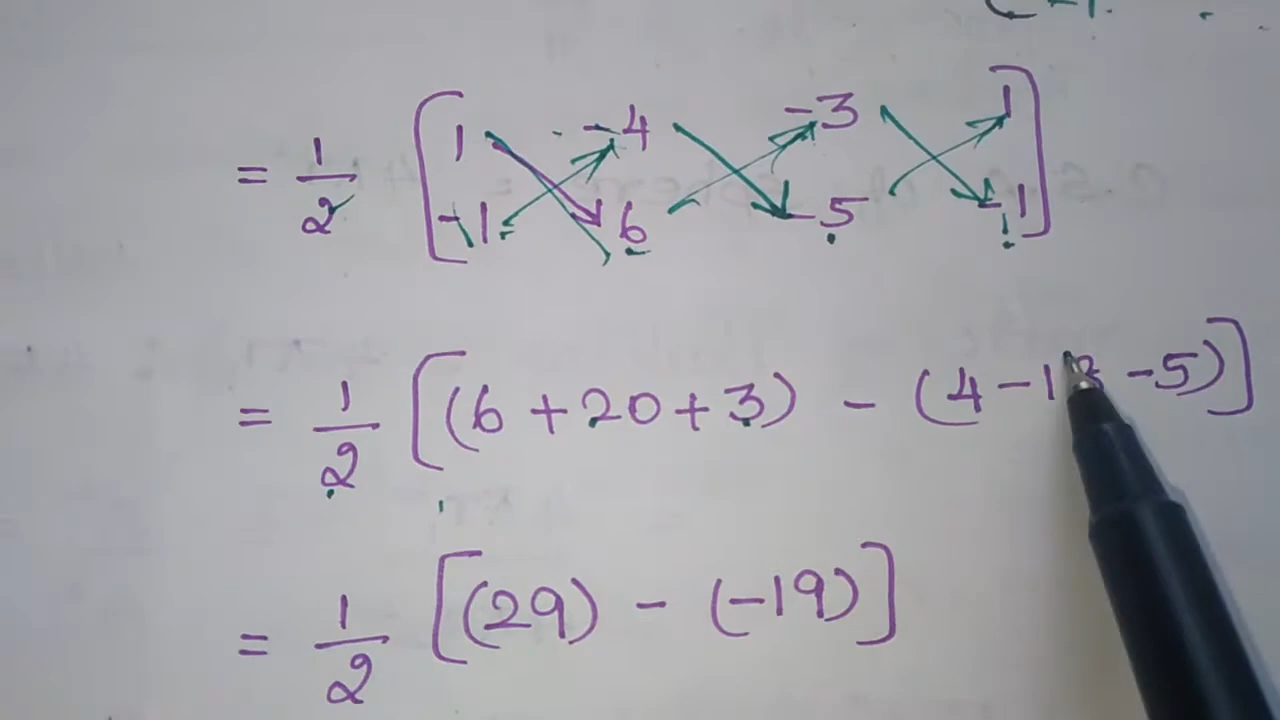 = 1/2 [ 1 -4 -3 1
-1 6 -5 -1 ]
= 1/2 [(6 + 20 + 3) - (4 - 18 - 5)]
= 1/2 [(29) - (-19)]